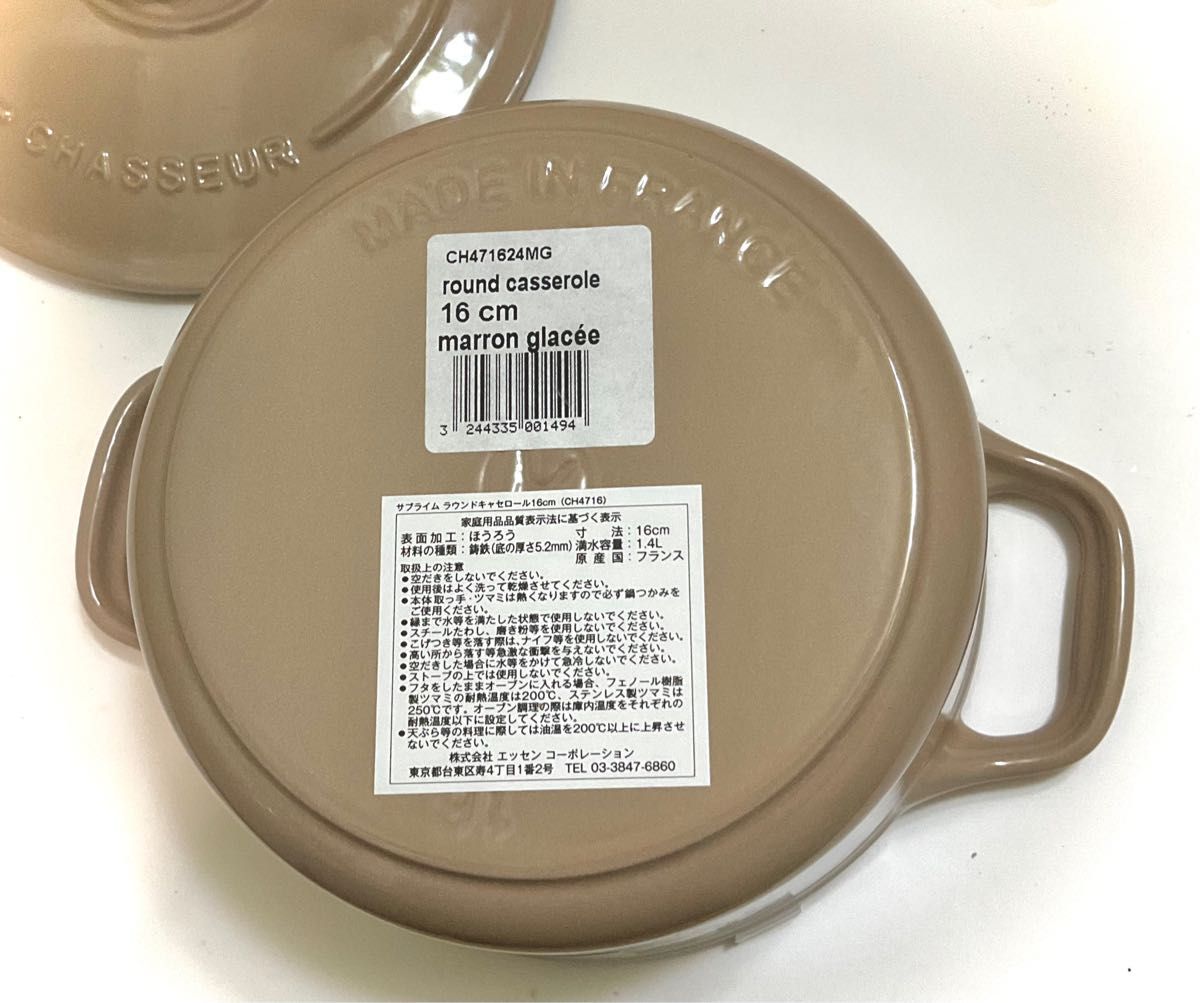 CHASSEUR
MADE IN FRANCE
CH471624MG
round casserole
16 cm
marron glacée
3 244335 001494
サブライム ラウンドキャセロール16cm (CH4716)
家庭用品品質表示法に基づく表示
表面加工：ほうろう 寸 法：16cm
材料の種類：鋳鉄(底の厚さ5.2mm) 満水容量：1.4L
原産国：フランス
取扱上の注意
●空だきをしないでください。
●使用後はよく洗って乾燥させてください。
●本体取っ手・ツマミは熱くなりますので必ず鍋つかみを
ご使用ください。
●縁まで水等を満たした状態で使用しないでください。
●スチールたわし、磨き粉等を使用しないでください。
●こげつき等を落す際は、ナイフ等を使用しないでください。
●高い所から落す等急激な衝撃を与えないでください。
●空だきした場合に水等をかけて急冷しないでください。
●ストーブの上では使用しないでください。
●フタをしたままオーブンに入れる場合、フェノール樹脂
製ツマミの耐熱温度は200℃、ステンレス製ツマミは
250℃です。オーブン調理の際は庫内温度をそれぞれの
耐熱温度以下に設定してください。
●天ぷら等の料理に際しては油温を200℃以上に上昇させ
ないでください。
株式会社 エッセン コーポレーション
東京都台東区寿4丁目1番2号 TEL 03-3847-6860
16